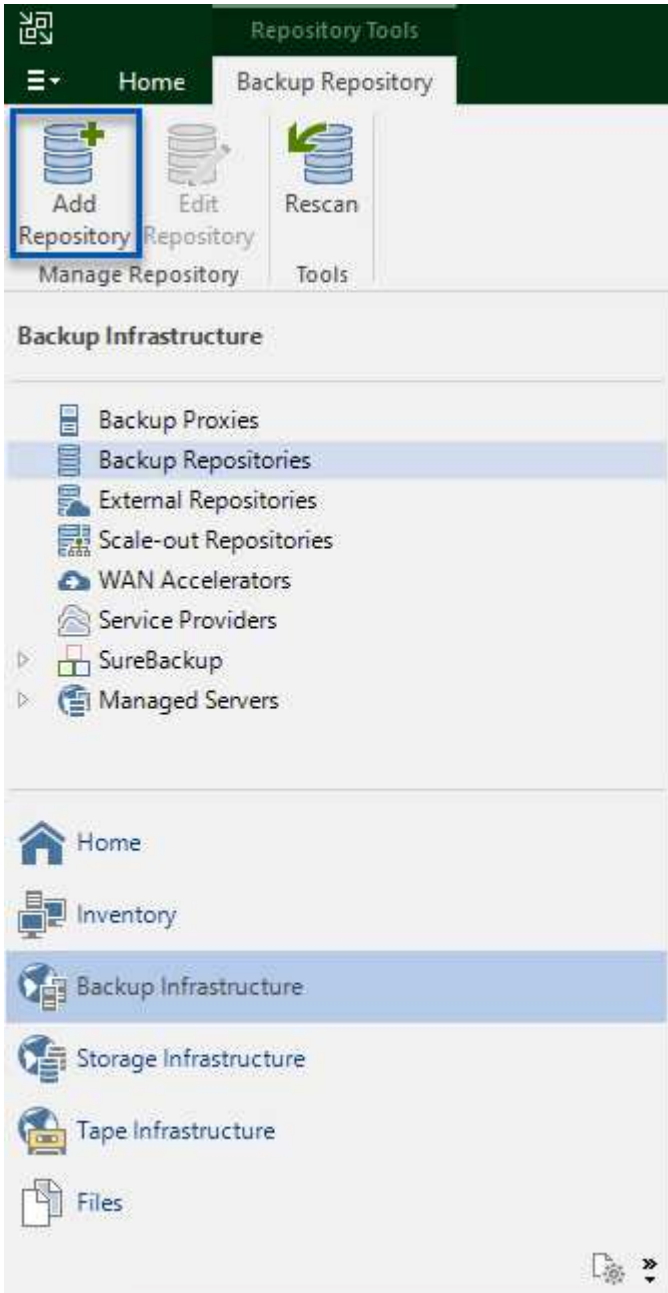 Repository Tools
Home
Backup Repository
Add
Repository
Edit
Repository
Rescan
Manage Repository
Tools
Backup Infrastructure
Backup Proxies
Backup Repositories
External Repositories
Scale-out Repositories
WAN Accelerators
Service Providers
SureBackup
Managed Servers
Home
Inventory
Backup Infrastructure
Storage Infrastructure
Tape Infrastructure
Files